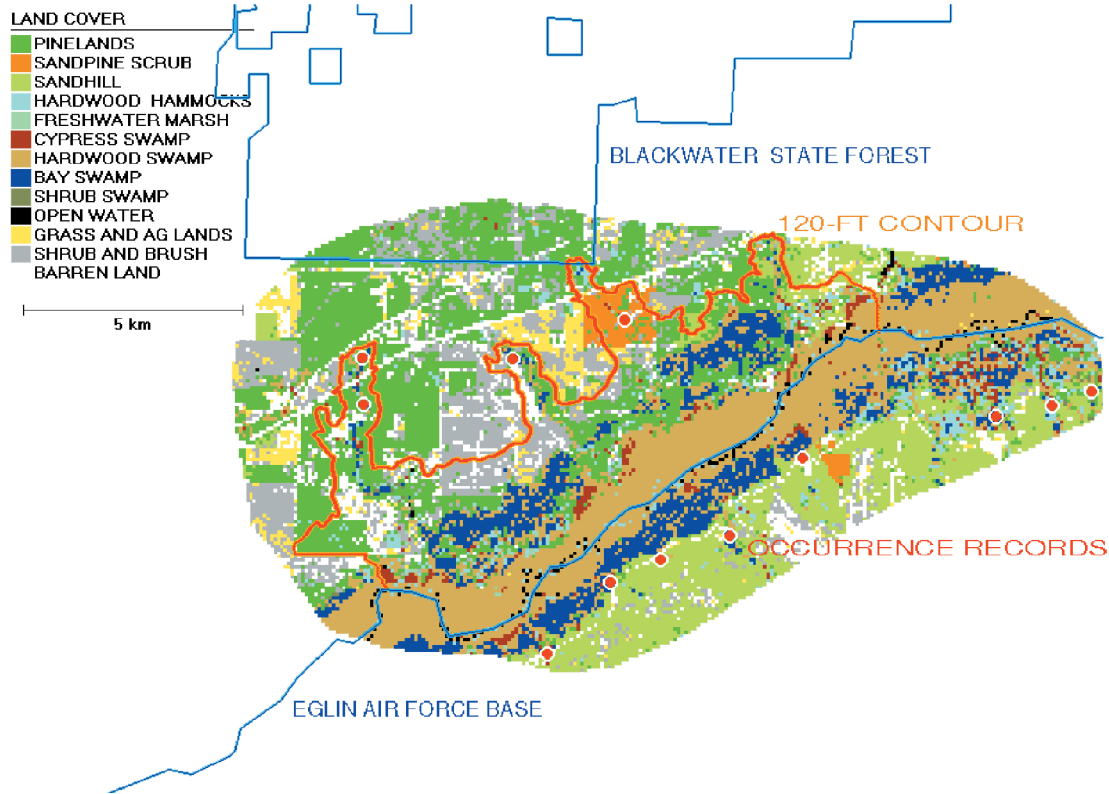 LAND COVER
PINELANDS
SANDPINE SCRUB
SANDHILL
HARDWOOD HAMMOCKS
FRESHWATER MARSH
CYPRESS SWAMP
HARDWOOD SWAMP
BAY SWAMP
SHRUB SWAMP
OPEN WATER
GRASS AND AG LANDS
SHRUB AND BRUSH
BARREN LAND
5 km
BLACKWATER STATE FOREST
120-FT CONTOUR
OCCURRENCE RECORDS
EGLIN AIR FORCE BASE